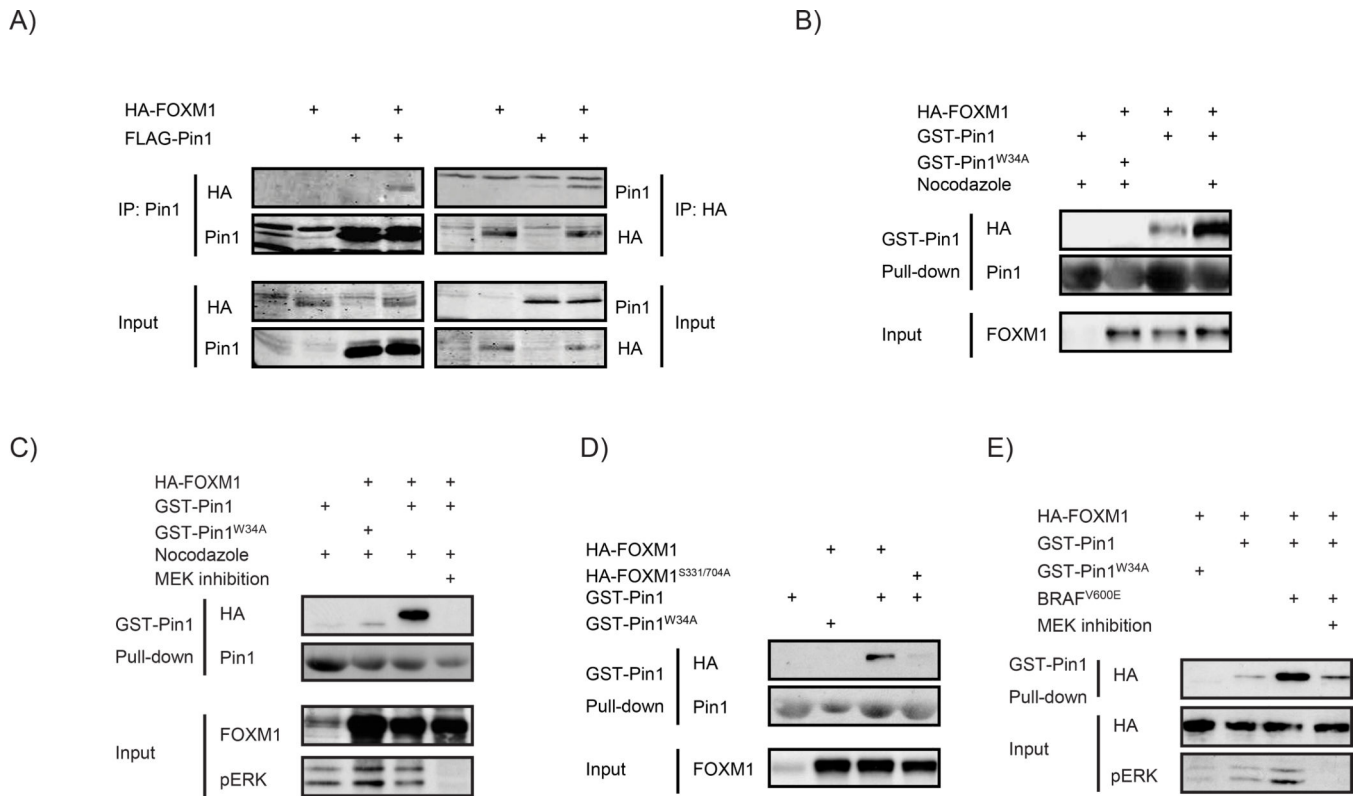 A)
HA-FOXM1 + + + +
FLAG-Pin1 + + + +
IP: Pin1 HA Pin1 IP: HA
Pin1 HA
Input HA Pin1 Input
Pin1 HA
B)
HA-FOXM1 + + +
GST-Pin1 + + +
GST-Pin1W34A +
Nocodazole + + +
GST-Pin1 HA
Pull-down Pin1
Input FOXM1
C)
HA-FOXM1 + + +
GST-Pin1 + + +
GST-Pin1W34A +
Nocodazole + + + +
MEK inhibition +
GST-Pin1 HA
Pull-down Pin1
Input FOXM1
pERK
D)
HA-FOXM1 + +
HA-FOXM1S331/704A +
GST-Pin1 + + +
GST-Pin1W34A +
GST-Pin1 HA
Pull-down Pin1
Input FOXM1
E)
HA-FOXM1 + + + +
GST-Pin1 + + +
GST-Pin1W34A +
BRAFV600E + +
MEK inhibition +
GST-Pin1 HA
Pull-down
Input HA
pERK